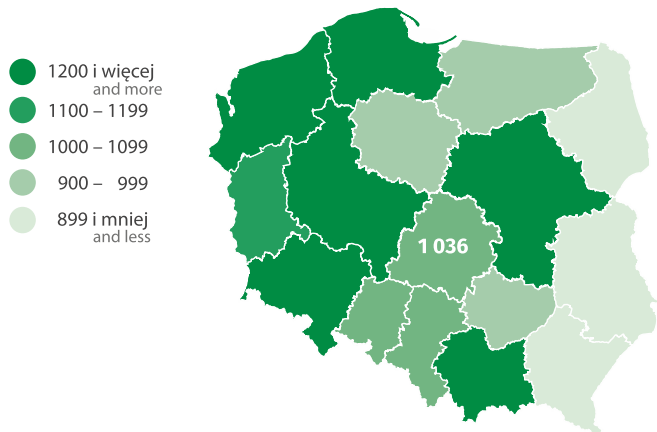 1200 i więcej
and more
1100 – 1199
1000 – 1099
900 – 999
899 i mniej
and less
1 036